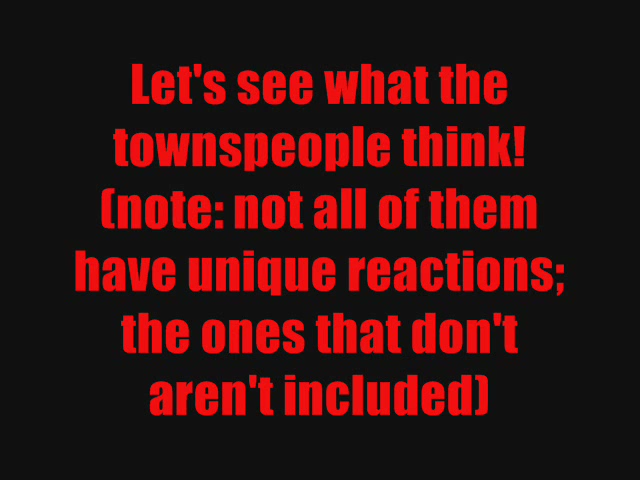 Let's see what the
townspeople think!
(note: not all of them
have unique reactions;
the ones that don't
aren't included)